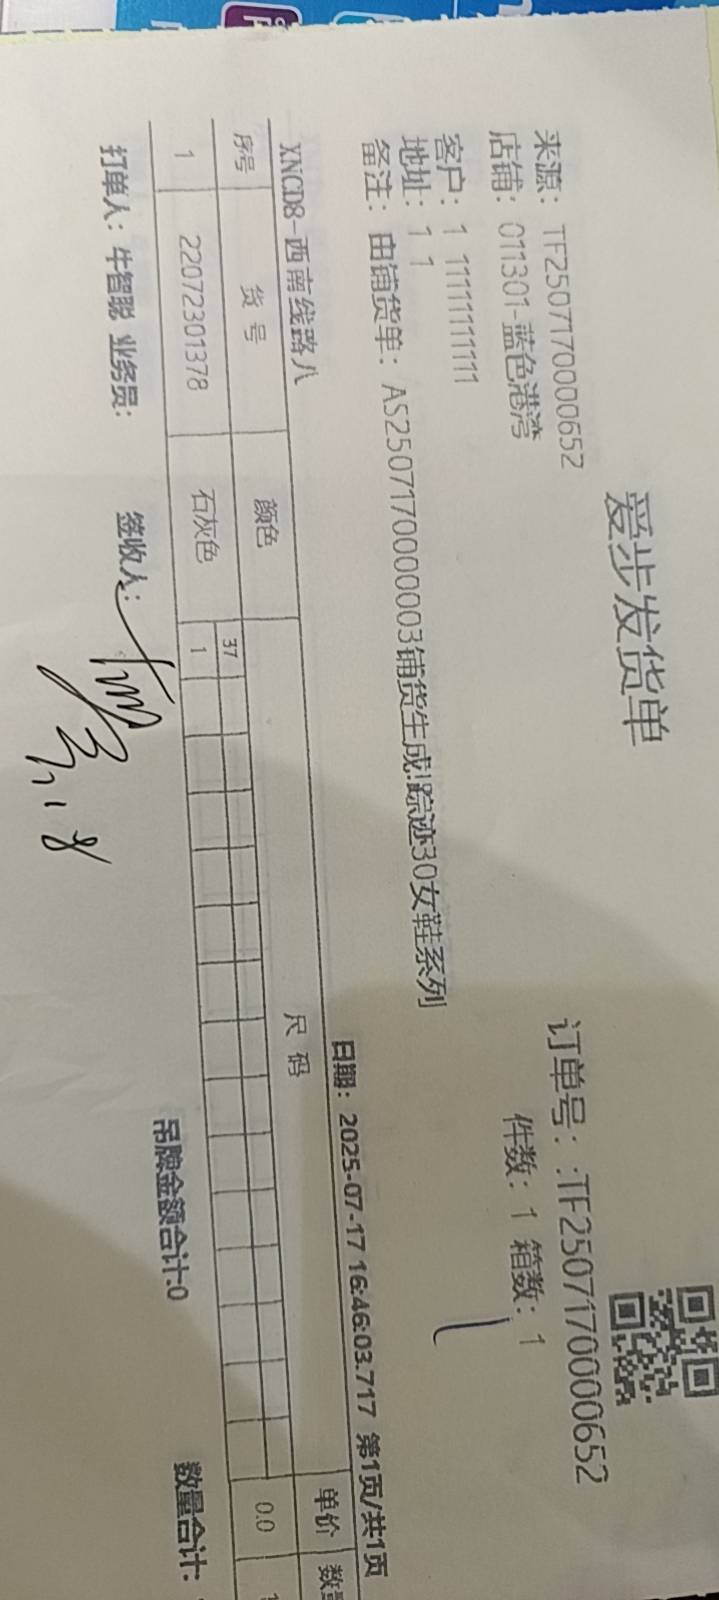 爱步发货单
来源：TF2507170000652
订单号：:TF2507170000652
店铺：011301-蓝色港湾
件数：1 箱数：1
客户：1 11111111111
地址：1 1
备注：由铺货单：AS250717000003铺货生成!踪迹30女鞋系列
日期：2025-07-17 16:46:03.717 第1页/共1页
XNCD8-西南线路八
序号 货号 颜色 尺码 单价 数量
37
1 22072301378 石灰色 1 0.0 1
吊牌金额合计:0 数量合计:
打单人：牛智聪 业务员: 签收人: